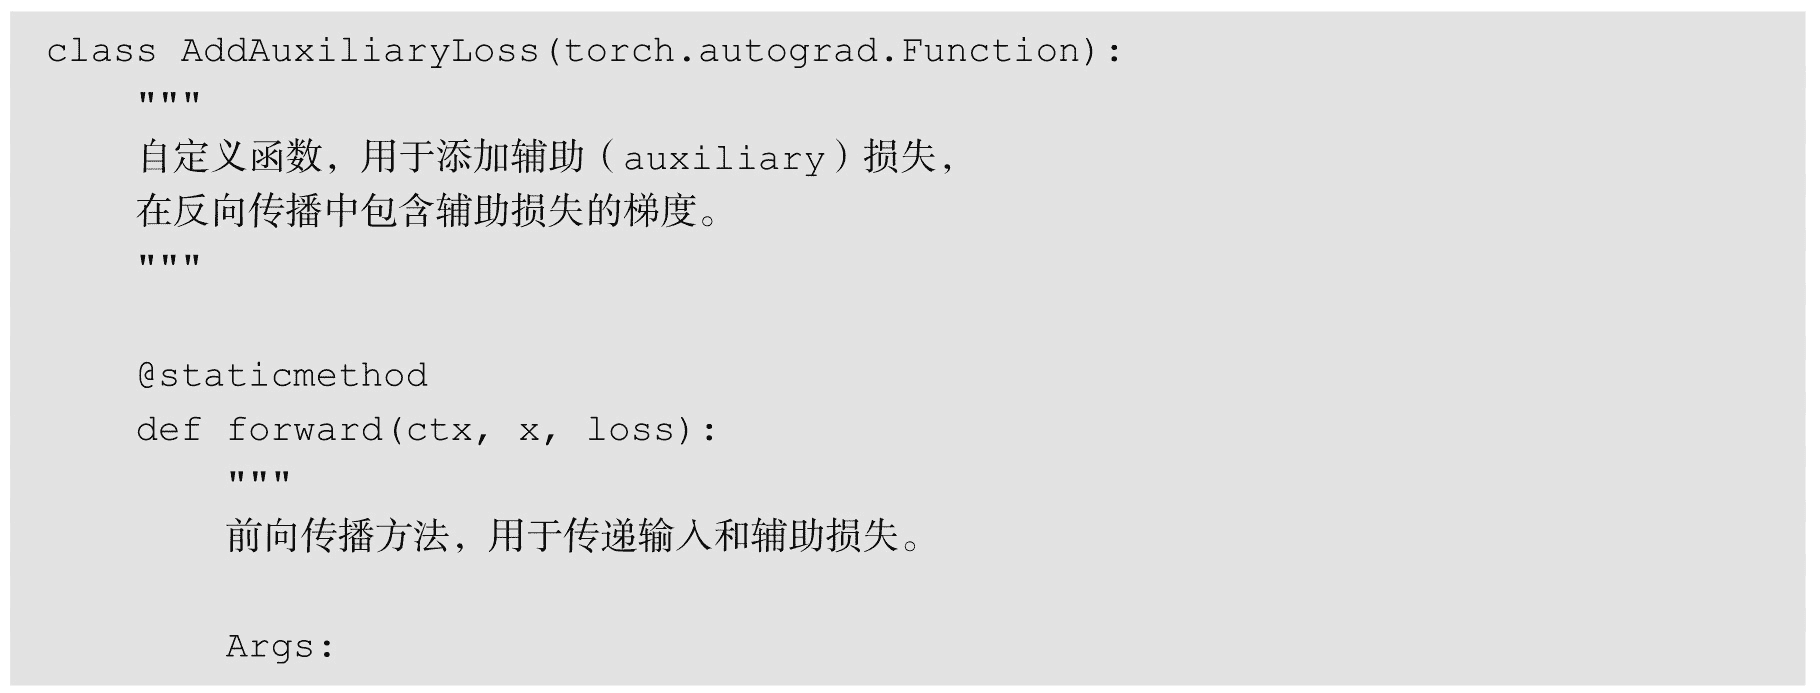 class AddAuxiliaryLoss(torch.autograd.Function):
    """
    自定义函数，用于添加辅助（auxiliary）损失，
    在反向传播中包含辅助损失的梯度。
    """
    @staticmethod
    def forward(ctx, x, loss):
        """
        前向传播方法，用于传递输入和辅助损失。
        Args: